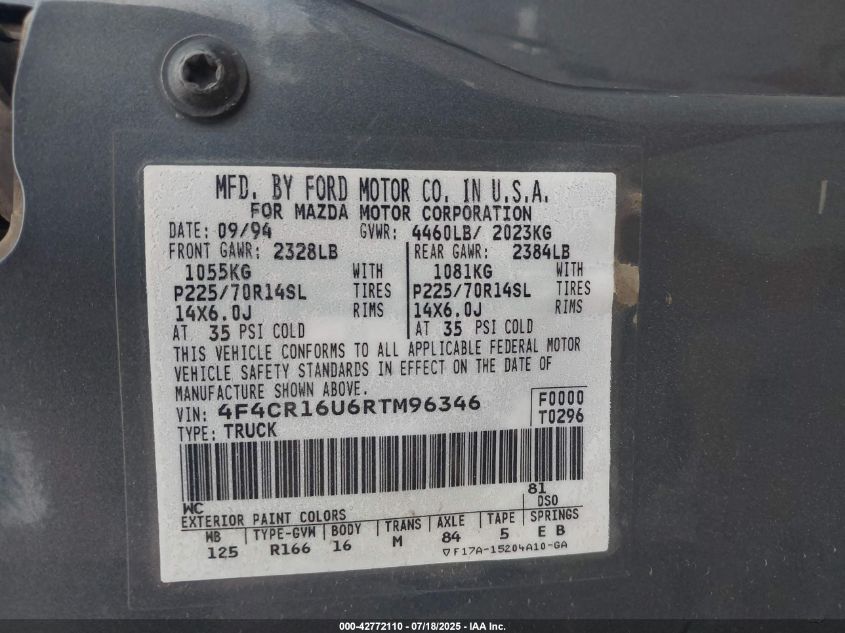 MFD. BY FORD MOTOR CO. IN U.S.A.
FOR MAZDA MOTOR CORPORATION
DATE: 09/94 GVWR: 4460LB/ 2023KG
FRONT GAWR: 2328LB REAR GAWR: 2384LB
1055KG WITH 1081KG WITH
P225/70R14SL TIRES P225/70R14SL TIRES
14X6.0J RIMS 14X6.0J RIMS
AT 35 PSI COLD AT 35 PSI COLD
THIS VEHICLE CONFORMS TO ALL APPLICABLE FEDERAL MOTOR
VEHICLE SAFETY STANDARDS IN EFFECT ON THE DATE OF
MANUFACTURE SHOWN ABOVE.
VIN: 4F4CR16U6RTM96346 F0000
TYPE: TRUCK T0296
WC 81
EXTERIOR PAINT COLORS DSO
WB TYPE-GVW BODY TRANS AXLE TAPE SPRINGS
125 R166 16 M 84 5 E B
▽F17A-15204A10-GA
000-42772110 - 07/18/2025 - IAA Inc.